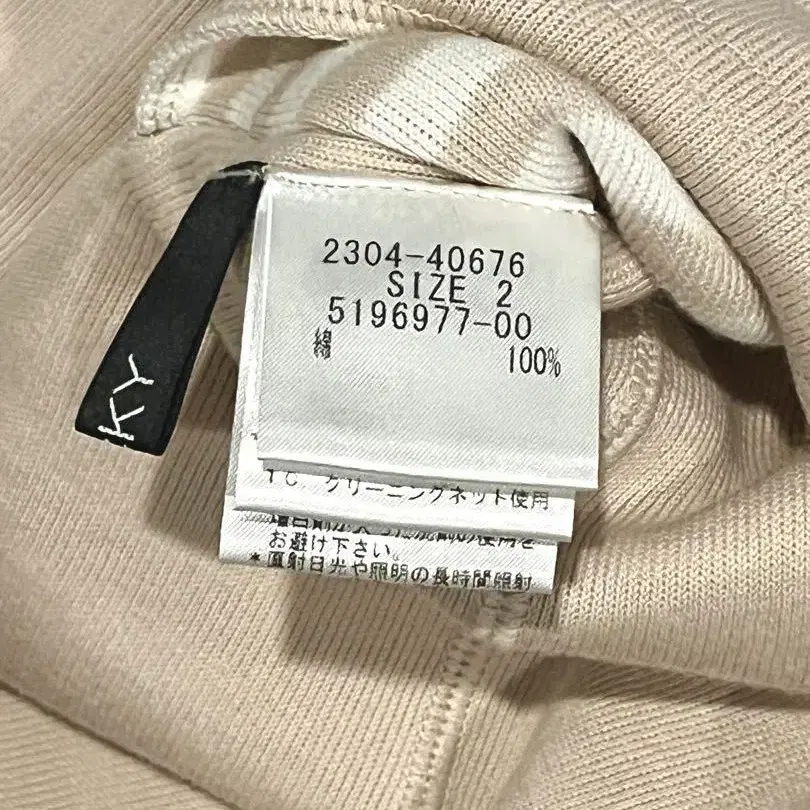 2304-40676
SIZE 2
5196977-00
綿 100%
KY
クリーニングネット使用
お避け下さい。
*直射日光や照明の長時間照射